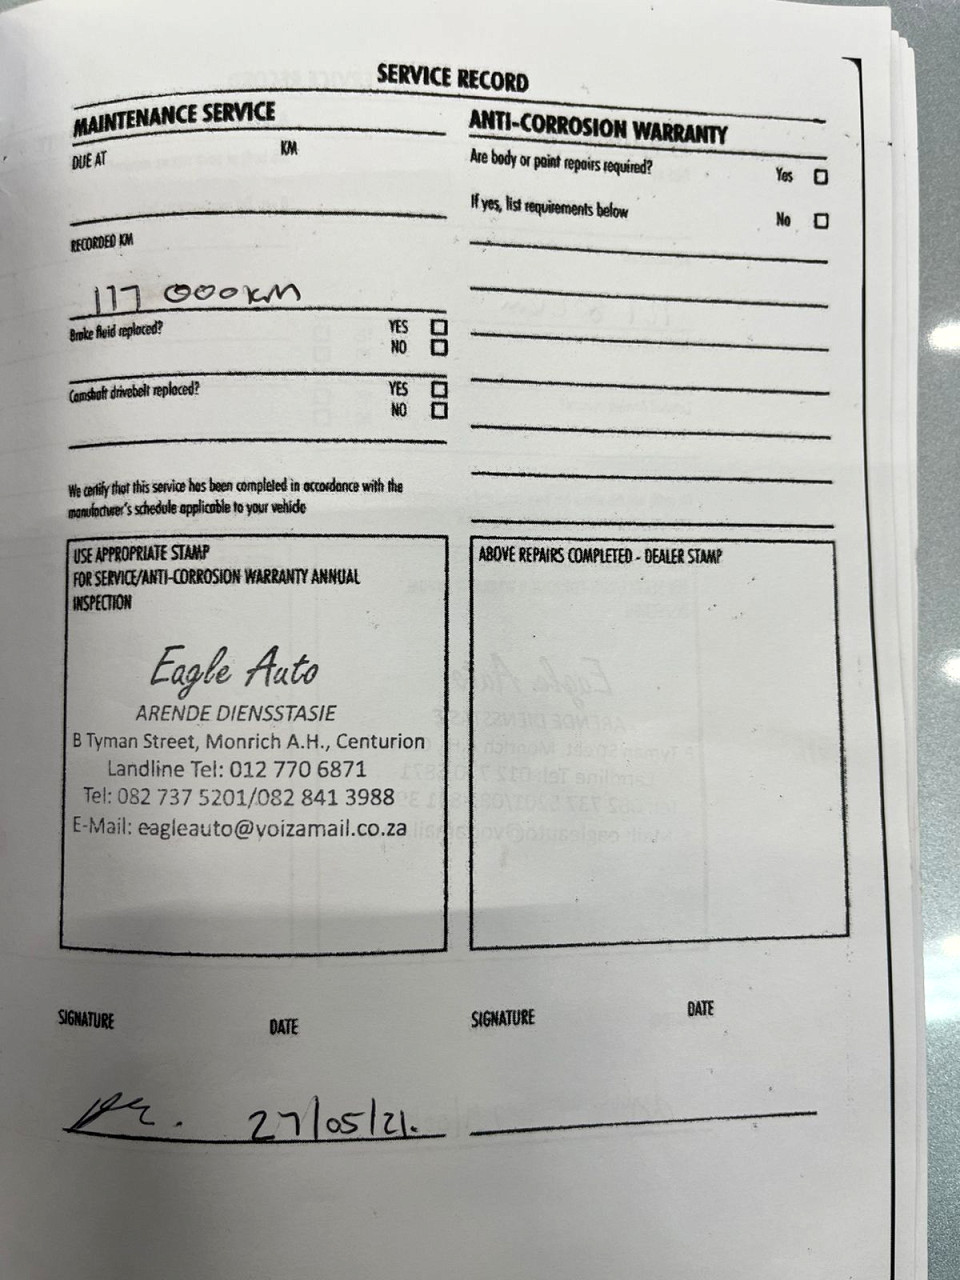 SERVICE RECORD
MAINTENANCE SERVICE
DUE AT KM
RECORDED KM
117 000KM
Brake fluid replaced? YES
NO
Camshaft drivebelt replaced? YES
NO
We certify that this service has been completed in accordance with the
manufacturer's schedule applicable to your vehicle
USE APPROPRIATE STAMP
FOR SERVICE/ANTI-CORROSION WARRANTY ANNUAL
INSPECTION
Eagle Auto
ARENDE DIENSSTASIE
B Tyman Street, Monrich A.H., Centurion
Landline Tel: 012 770 6871
Tel: 082 737 5201/082 841 3988
E-Mail: eagleauto@voizamail.co.za
SIGNATURE DATE
27/05/21.
ANTI-CORROSION WARRANTY
Are body or paint repairs required? Yes
If yes, list requirements below No
ABOVE REPAIRS COMPLETED - DEALER STAMP
SIGNATURE DATE